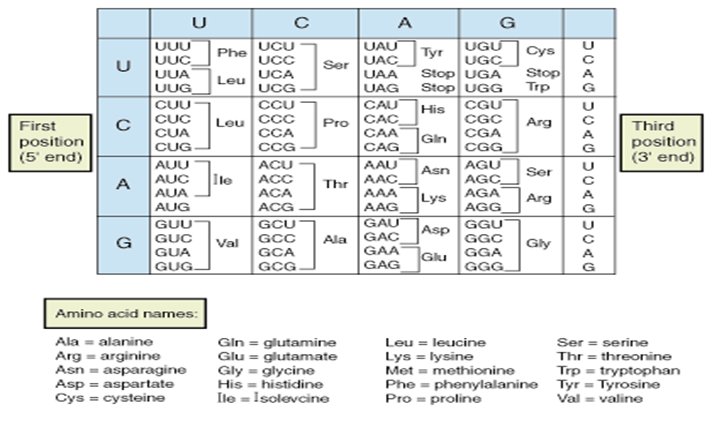 U C A G
UUU UCU UAU UGU U
UUC Phe UCC UAC Tyr UGC Cys C
U UUA UCA Ser UAA Stop UGA Stop A
UUG Leu UCG UAG Stop UGG Trp G
CUU CCU CAU CGU U
CUC CCC CAC His CGC C
C CUA Leu CCA Pro CAA CGA Arg A
CUG CCG CAG Gln CGG G
AUU ACU AAU AGU U
AUC Ile ACC AAC Asn AGC Ser C
A AUA ACA Thr AAA AGA A
AUG ACG AAG Lys AGG Arg G
GUU GCU GAU GGU U
GUC GCC GAC Asp GGC C
G GUA Val GCA Ala GAA GGA Gly A
GUG GCG GAG Glu GGG G
First
position
(5' end)
Third
position
(3' end)
Amino acid names:
Ala = alanine Gln = glutamine Leu = leucine Ser = serine
Arg = arginine Glu = glutamate Lys = lysine Thr = threonine
Asn = asparagine Gly = glycine Met = methionine Trp = tryptophan
Asp = aspartate His = histidine Phe = phenylalanine Tyr = Tyrosine
Cys = cysteine Ile = Isolevcine Pro = proline Val = valine